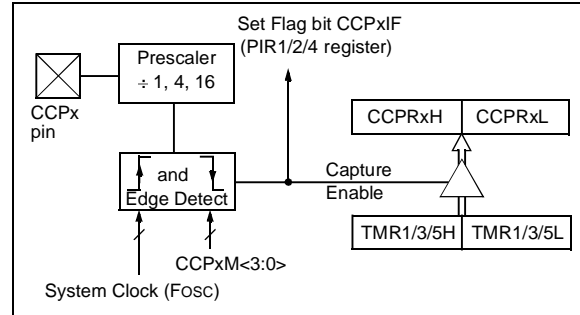 Set Flag bit CCPxIF
(PIR1/2/4 register)
Prescaler
÷ 1, 4, 16
CCPx
pin
CCPRxH
CCPRxL
and
Edge Detect
Capture
Enable
TMR1/3/5H
TMR1/3/5L
CCPxM<3:0>
System Clock (FOSC)